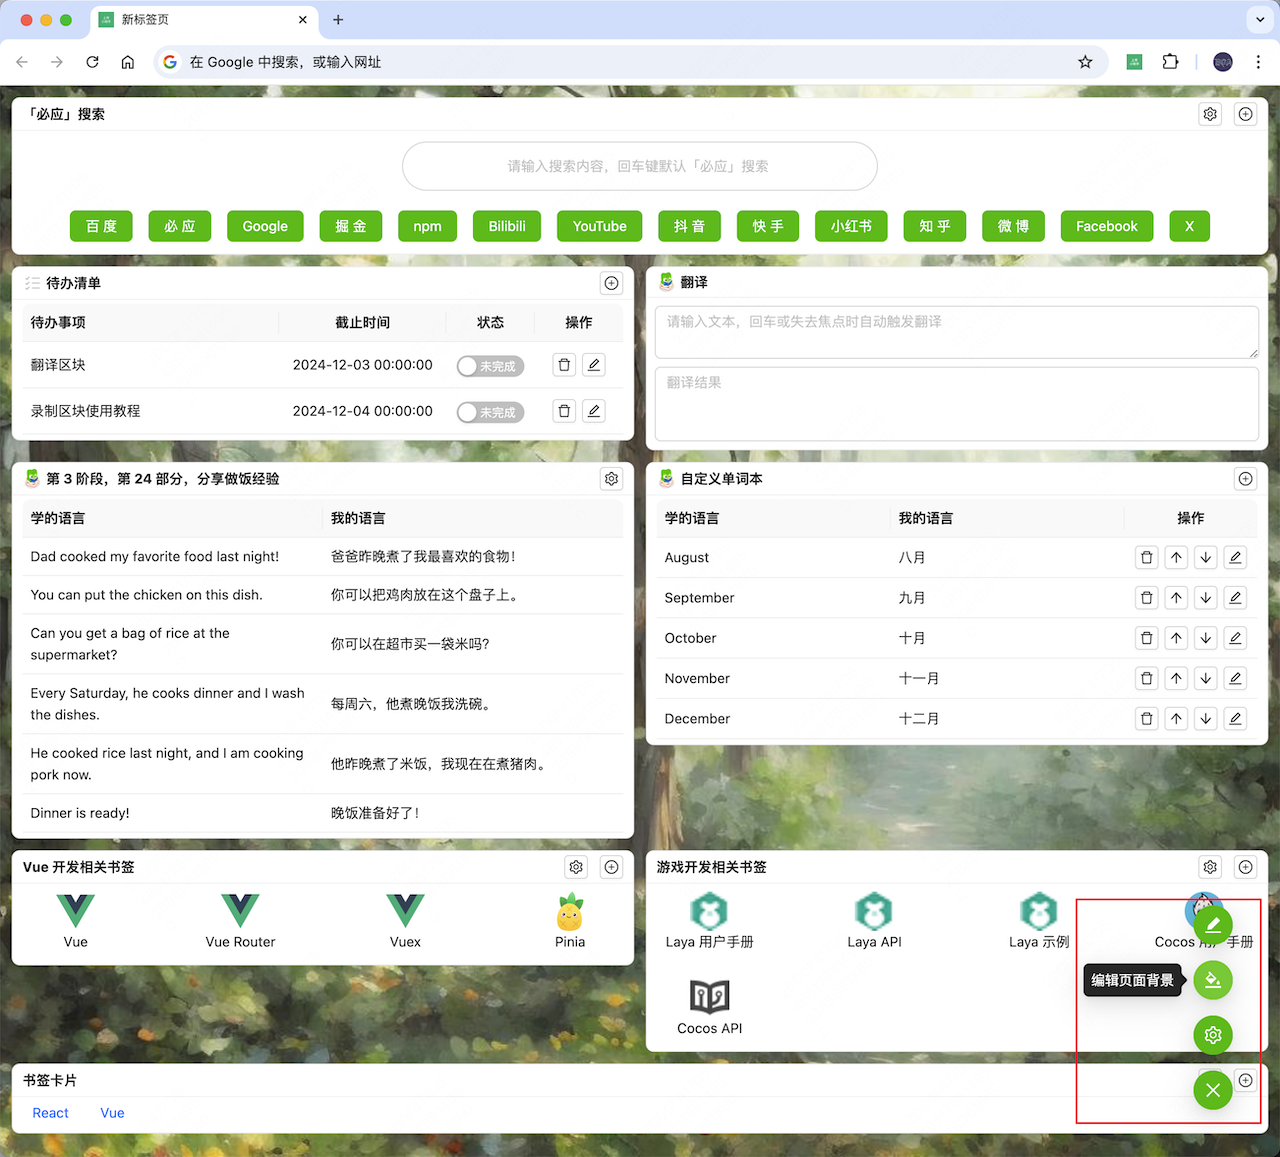 新标签页
在 Google 中搜索，或输入网址
「必应」搜索
请输入搜索内容，回车键默认「必应」搜索
百度 必应 Google 掘金 npm Bilibili YouTube 抖音 快手 小红书 知乎 微博 Facebook X
待办清单
待办事项 截止时间 状态 操作
翻译区块 2024-12-03 00:00:00 未完成
录制区块使用教程 2024-12-04 00:00:00 未完成
翻译
请输入文本，回车或失去焦点时自动触发翻译
翻译结果
第 3 阶段，第 24 部分，分享做饭经验
学的语言 我的语言
Dad cooked my favorite food last night! 爸爸昨晚煮了我最喜欢的食物！
You can put the chicken on this dish. 你可以把鸡肉放在这个盘子上。
Can you get a bag of rice at the
supermarket?
你可以在超市买一袋米吗？
Every Saturday, he cooks dinner and I wash
the dishes.
每周六，他煮晚饭我洗碗。
He cooked rice last night, and I am cooking
pork now.
他昨晚煮了米饭，我现在在煮猪肉。
Dinner is ready! 晚饭准备好了！
自定义单词本
学的语言 我的语言 操作
August 八月
September 九月
October 十月
November 十一月
December 十二月
Vue 开发相关书签
Vue Vue Router Vuex Pinia
游戏开发相关书签
Laya 用户手册 Laya API Laya 示例 Cocos 用户手册
编辑页面背景
Cocos API
书签卡片
React Vue